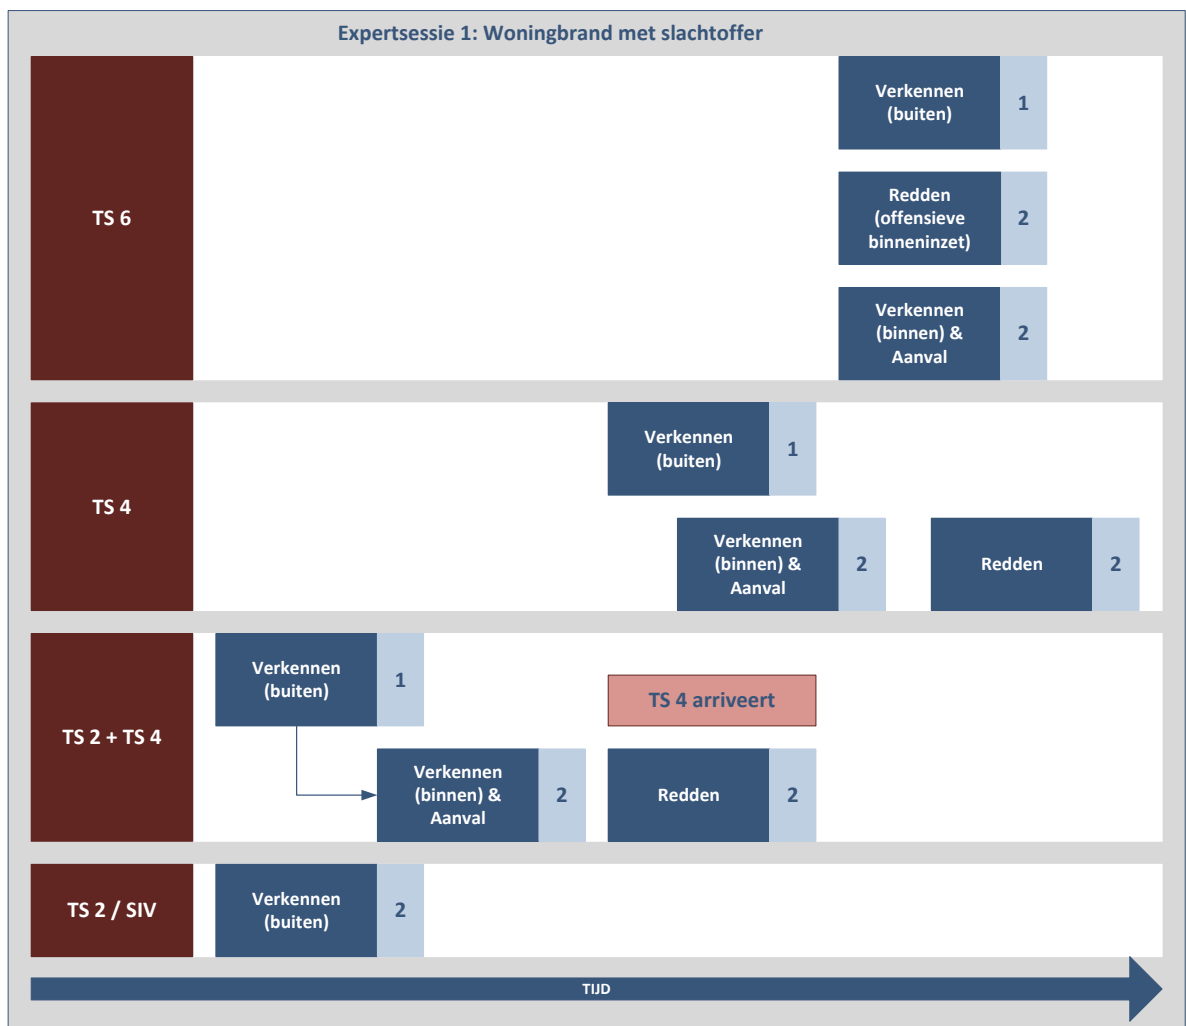 Expertsessie 1: Woningbrand met slachtoffer
TS 6
Verkennen
(buiten)
1
Redden
(offensieve
binneninzet)
2
Verkennen
(binnen) &
Aanval
2
TS 4
Verkennen
(buiten)
1
Verkennen
(binnen) &
Aanval
2
Redden
2
TS 2 + TS 4
Verkennen
(buiten)
1
TS 4 arriveert
Verkennen
(binnen) &
Aanval
2
Redden
2
TS 2 / SIV
Verkennen
(buiten)
2
TIJD